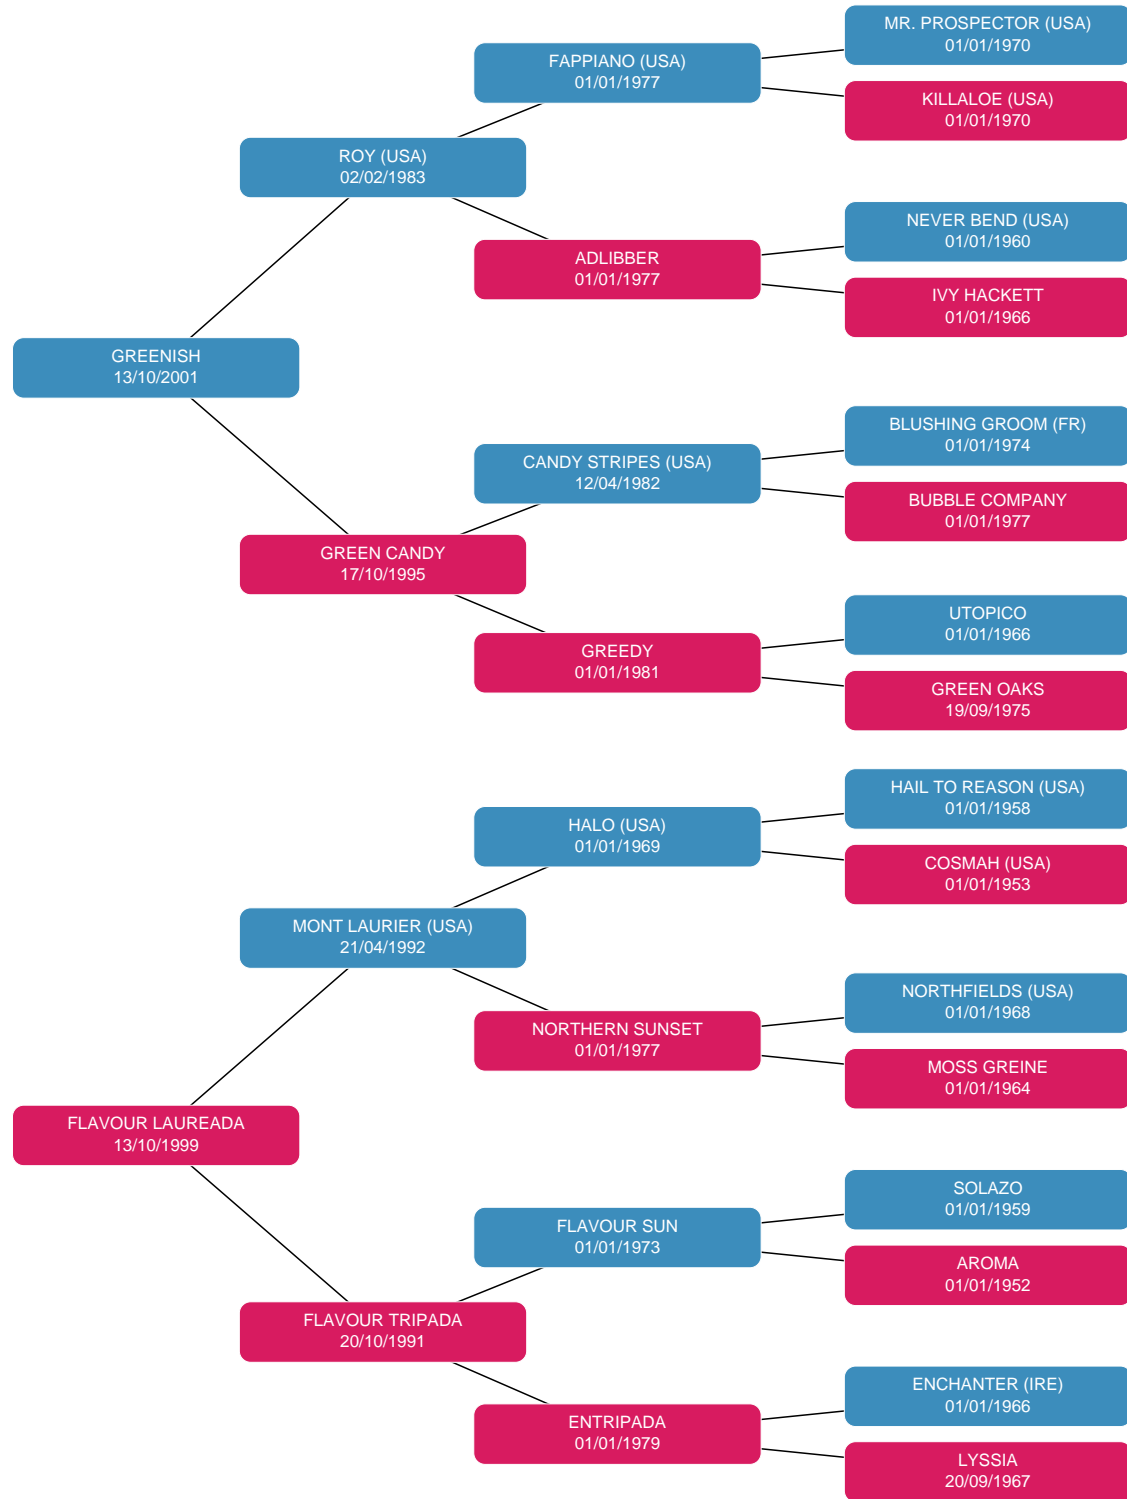 MR. PROSPECTOR (USA)
01/01/1970
FAPPIANO (USA)
01/01/1977
KILLALOE (USA)
01/01/1970
ROY (USA)
02/02/1983
NEVER BEND (USA)
01/01/1960
ADLIBBER
01/01/1977
IVY HACKETT
01/01/1966
GREENISH
13/10/2001
BLUSHING GROOM (FR)
01/01/1974
CANDY STRIPES (USA)
12/04/1982
BUBBLE COMPANY
01/01/1977
GREEN CANDY
17/10/1995
UTOPICO
01/01/1966
GREEDY
01/01/1981
GREEN OAKS
19/09/1975
HAIL TO REASON (USA)
01/01/1958
HALO (USA)
01/01/1969
COSMAH (USA)
01/01/1953
MONT LAURIER (USA)
21/04/1992
NORTHFIELDS (USA)
01/01/1968
NORTHERN SUNSET
01/01/1977
MOSS GREINE
01/01/1964
FLAVOUR LAUREADA
13/10/1999
SOLAZO
01/01/1959
FLAVOUR SUN
01/01/1973
AROMA
01/01/1952
FLAVOUR TRIPADA
20/10/1991
ENCHANTER (IRE)
01/01/1966
ENTRIPADA
01/01/1979
LYSSIA
20/09/1967